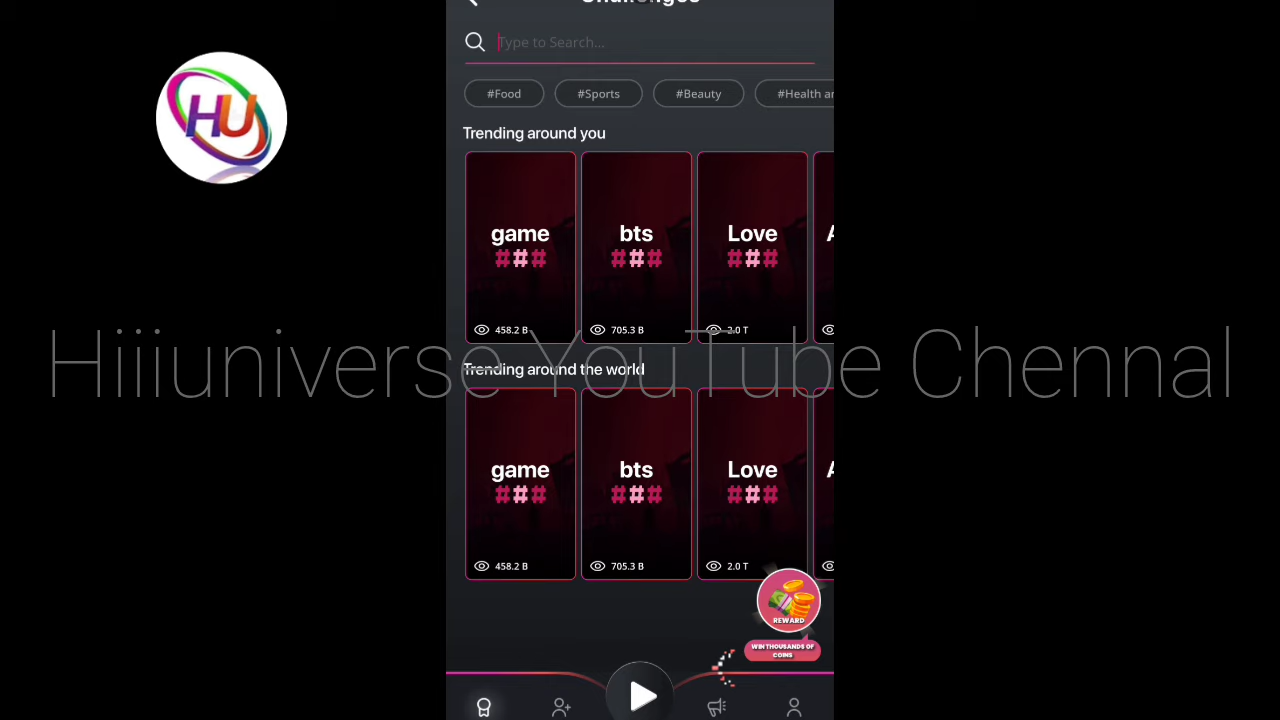 Challenges
Type to Search...
HU
#Food #Sports #Beauty #Health an
Trending around you
game bts Love A
### ### ###
458.2 B 705.3 B 2.0 T
Hiiiuniverse YouTube Chennal
Trending around the world
game bts Love A
### ### ###
458.2 B 705.3 B 2.0 T
REWARD
WIN THOUSANDS OF
COINS